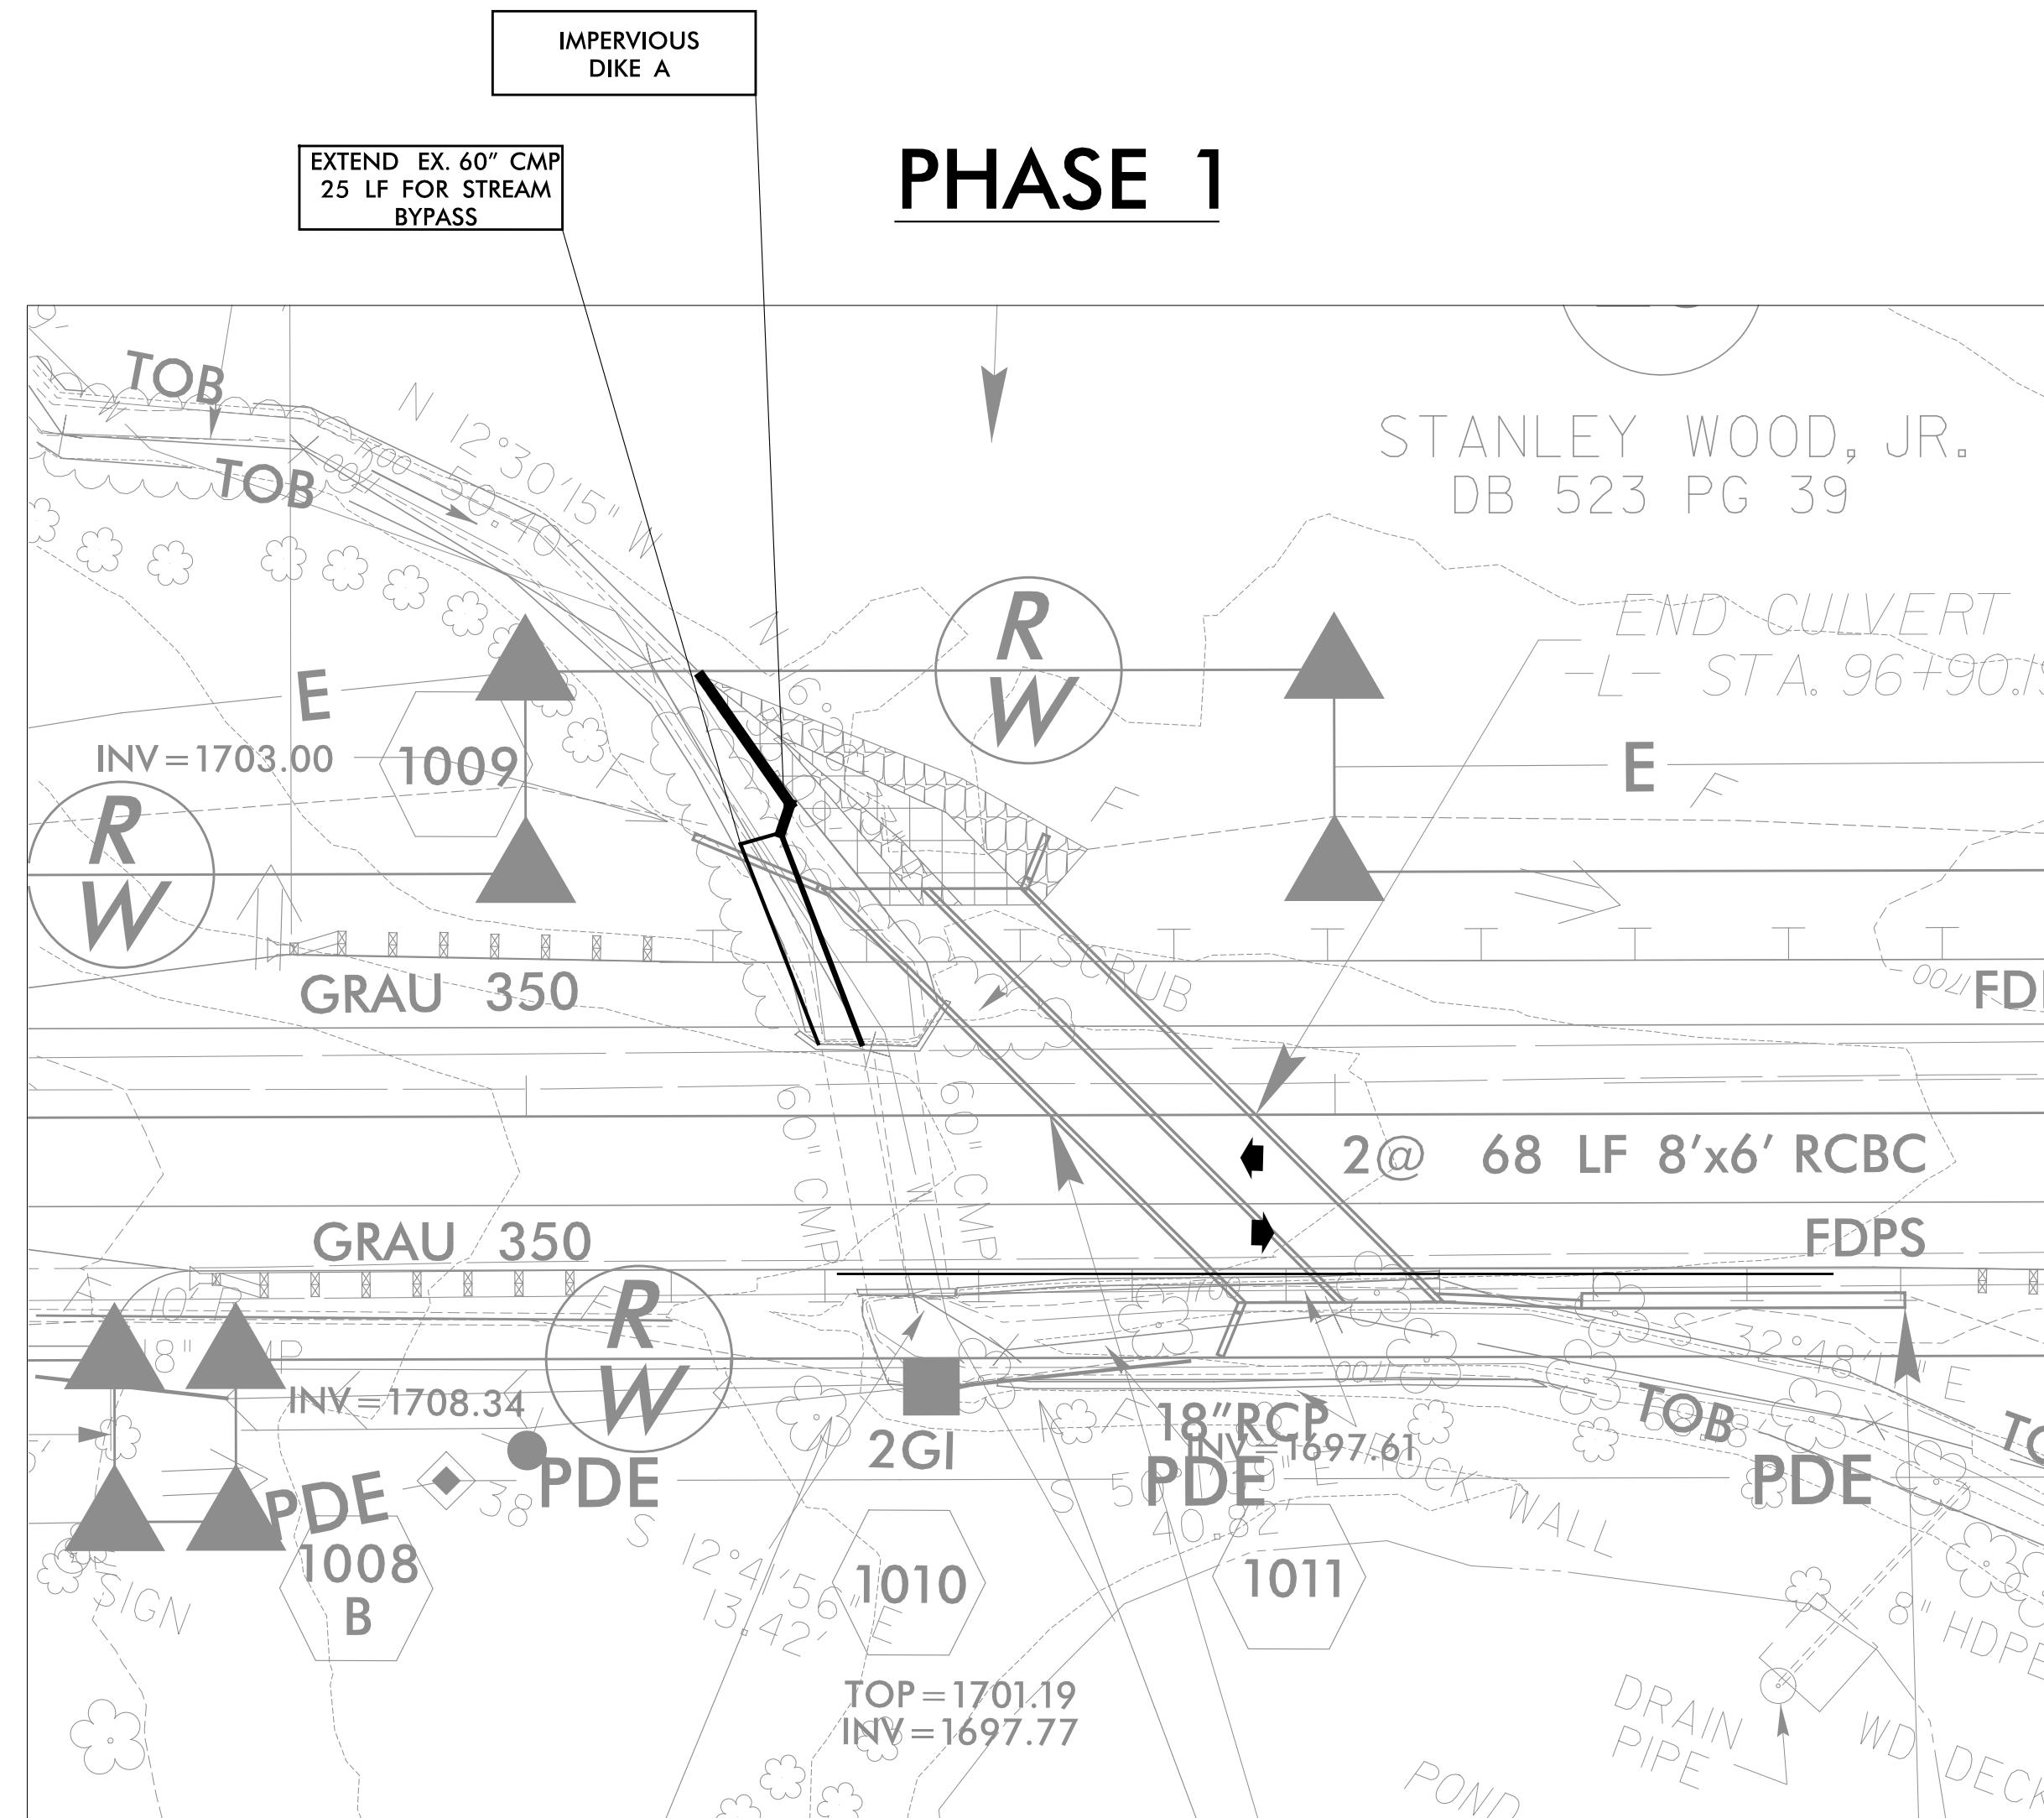 IMPERVIOUS
DIKE A
EXTEND EX. 60" CMP
25 LF FOR STREAM
BYPASS
PHASE 1
TOB
TOB
N 12°30'15" W
50.40'
STANLEY WOOD, JR.
DB 523 PG 39
END CULVERT
-L- STA. 96+90.
R
W
E
INV=1703.00
1009
R
W
E
F
F
F
GRAU 350
SCRUB
1700
60" CMP
60" CMP
2@ 68 LF 8'x6' RCBC
GRAU 350
FDPS
R
W
INV=1708.34
18" RCP
INV=1697.61
2GI
TOB
PDE
PDE
PDE
PDE
ROCK WALL
40.82'
1008
B
1010
1011
SIGN
S 12°41'56" E
13.42'
TOP=1701.19
INV=1697.77
DRAIN
PIPE
8" HDPE
WD DECK
POND